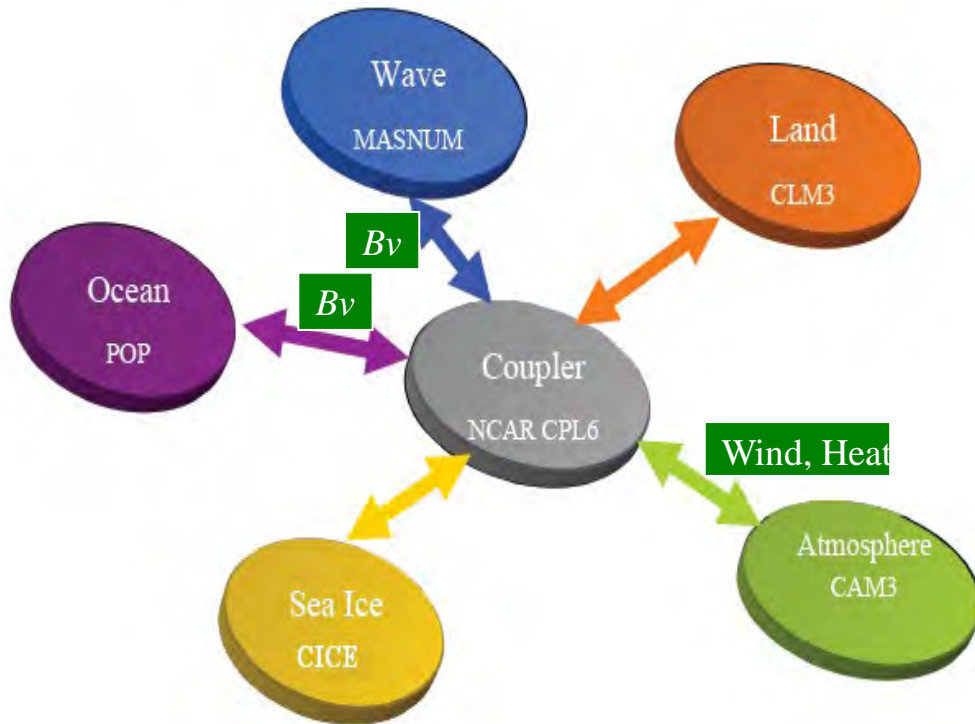 Wave
MASNUM
Land
CLM3
Bv
Bv
Ocean
POP
Coupler
NCAR CPL6
Wind, Heat
Atmosphere
CAM3
Sea Ice
CICE